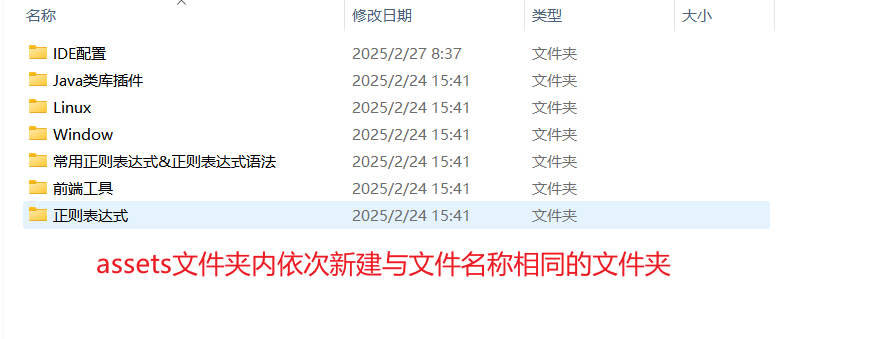 名称 修改日期 类型 大小
IDE配置 2025/2/27 8:37 文件夹
Java类库插件 2025/2/24 15:41 文件夹
Linux 2025/2/24 15:41 文件夹
Window 2025/2/24 15:41 文件夹
常用正则表达式&正则表达式语法 2025/2/24 15:41 文件夹
前端工具 2025/2/24 15:41 文件夹
正则表达式 2025/2/24 15:41 文件夹
assets文件夹内依次新建与文件名称相同的文件夹